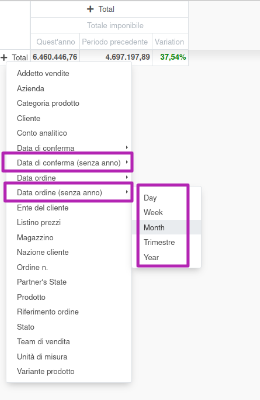 + Total
Totale imponibile
Quest'anno Periodo precedente Variation
+ Total 6.460.446,76 4.697.197,89 37,54%
Addetto vendite
Azienda
Categoria prodotto
Cliente
Conto analitico
Data di conferma
Data di conferma (senza anno)
Data ordine
Data ordine (senza anno)
Day
Week
Month
Trimestre
Year
Ente del cliente
Listino prezzi
Magazzino
Nazione cliente
Ordine n.
Partner's State
Prodotto
Riferimento ordine
Stato
Team di vendita
Unità di misura
Variante prodotto